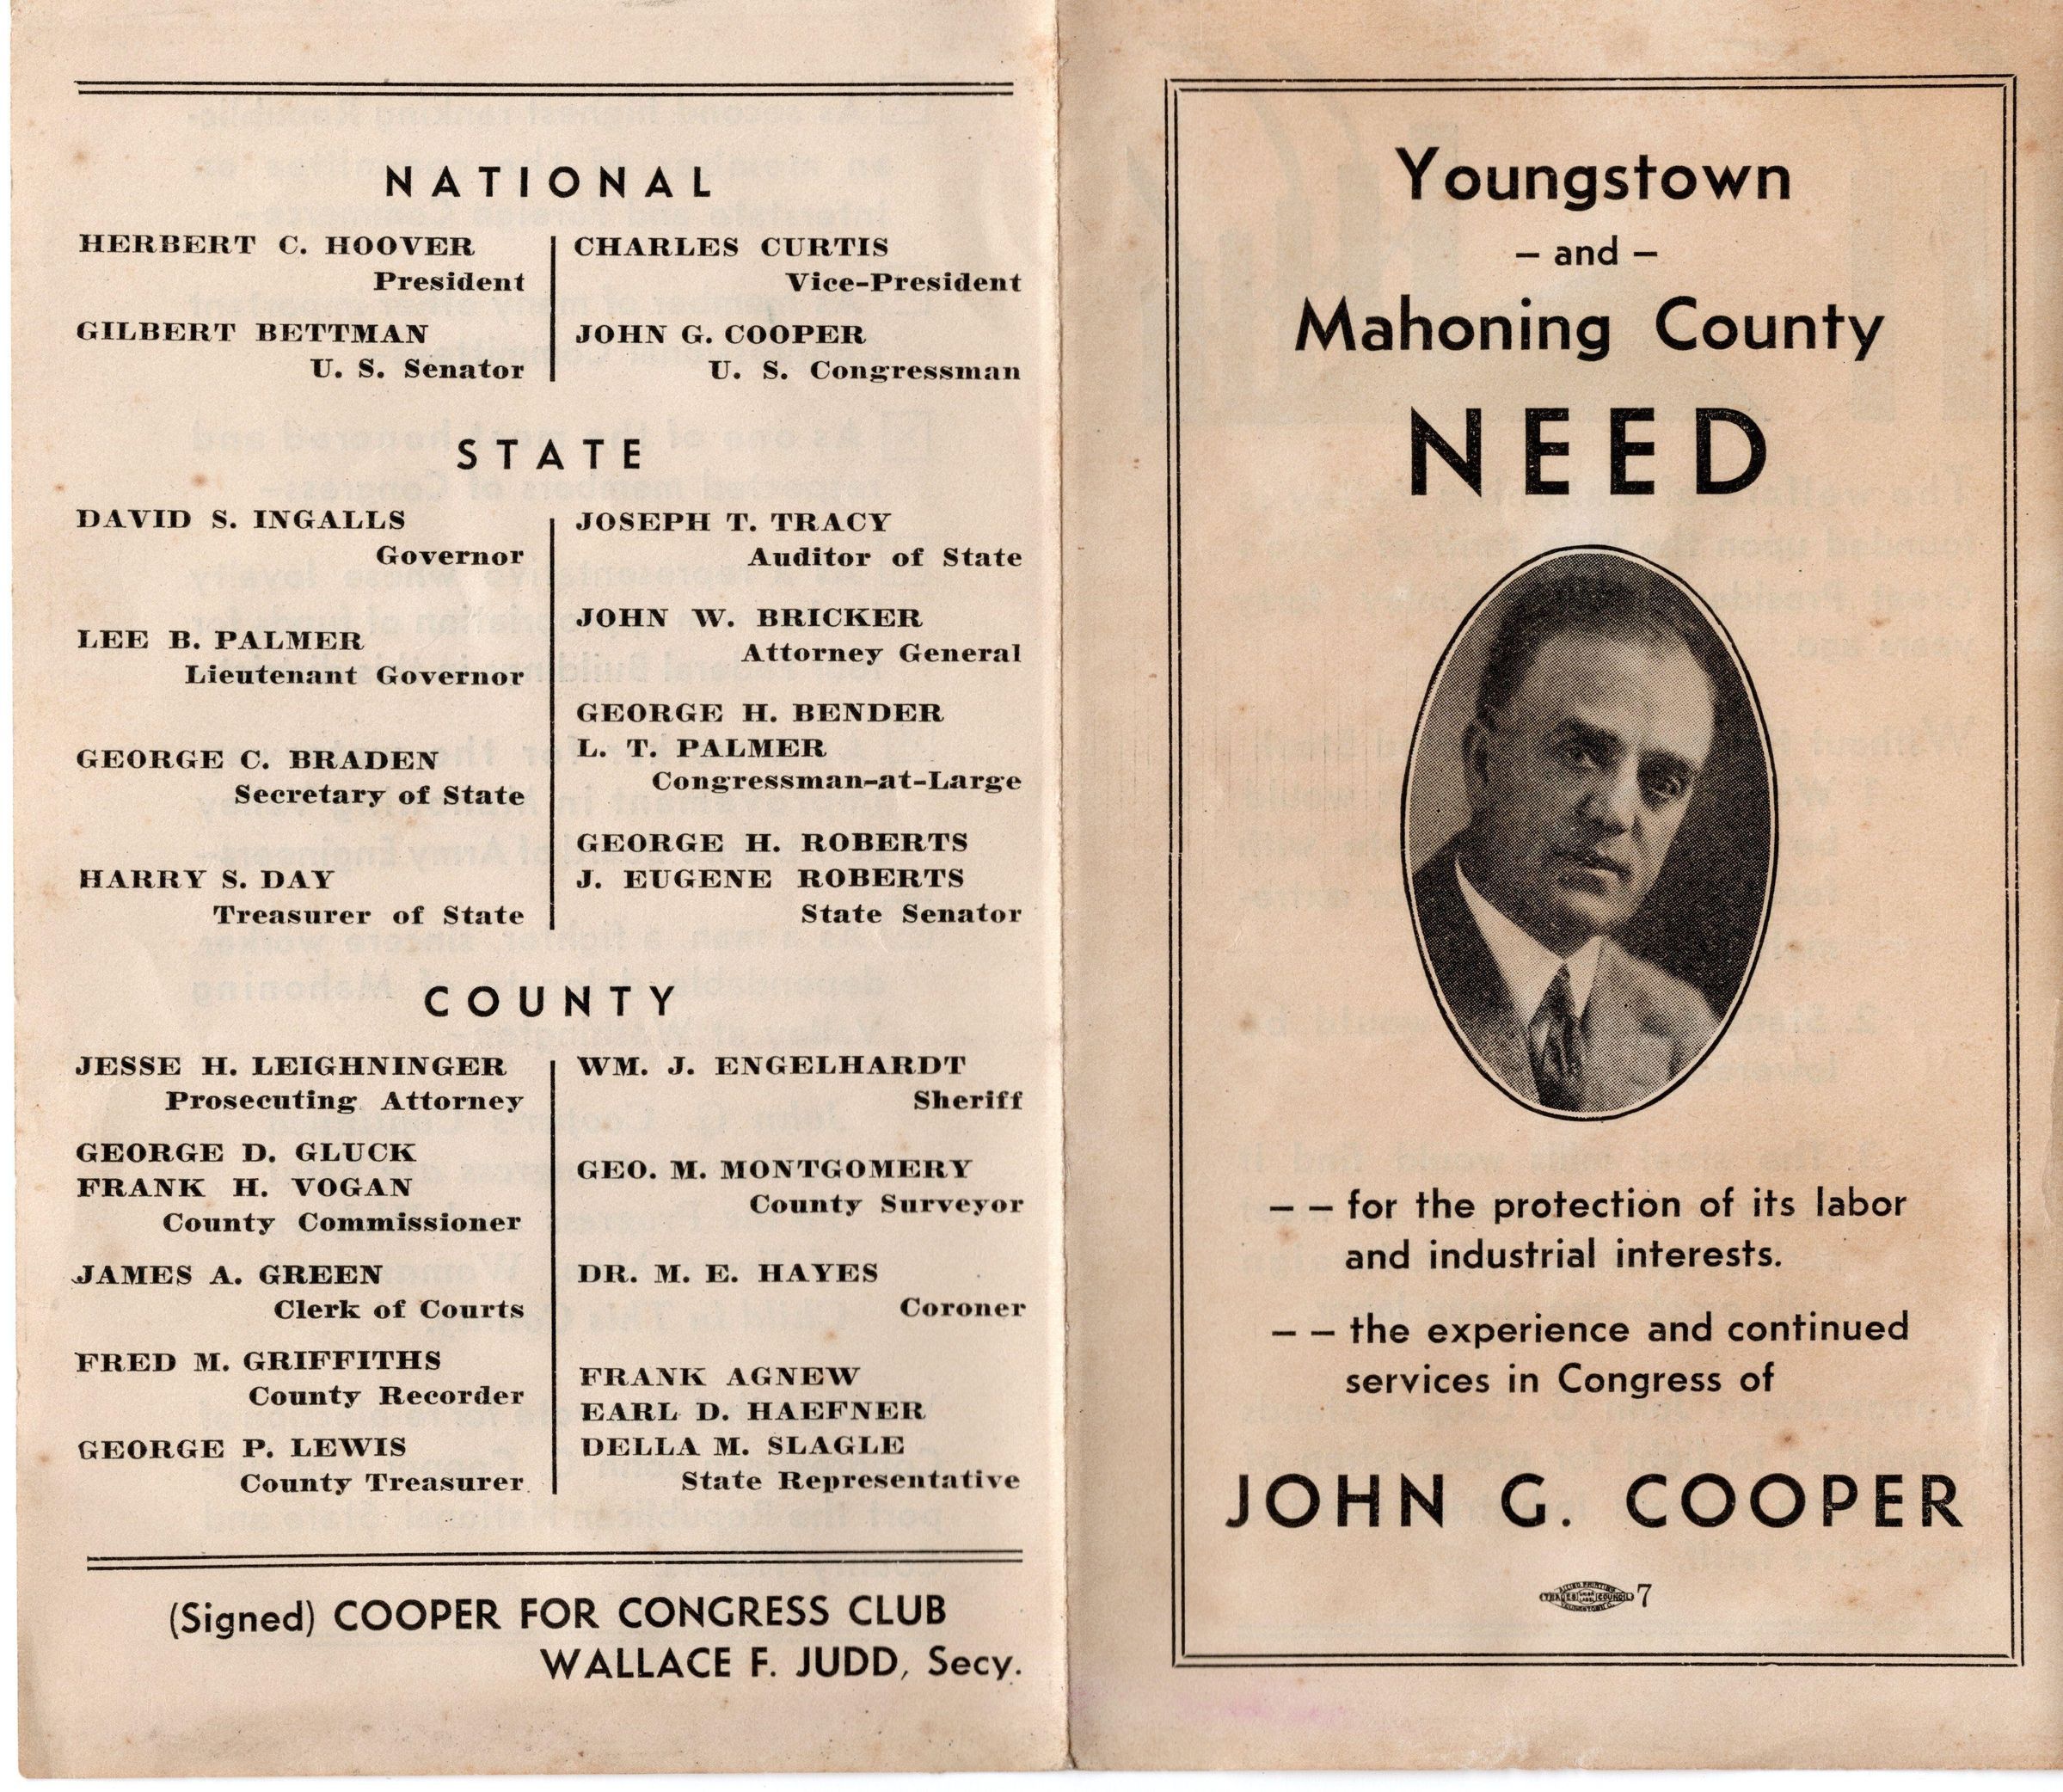 NATIONAL
HERBERT C. HOOVER
President
GILBERT BETTMAN
U. S. Senator
CHARLES CURTIS
Vice-President
JOHN G. COOPER
U. S. Congressman
STATE
DAVID S. INGALLS
Governor
LEE B. PALMER
Lieutenant Governor
GEORGE C. BRADEN
Secretary of State
HARRY S. DAY
Treasurer of State
JOSEPH T. TRACY
Auditor of State
JOHN W. BRICKER
Attorney General
GEORGE H. BENDER
L. T. PALMER
Congressman-at-Large
GEORGE H. ROBERTS
J. EUGENE ROBERTS
State Senator
COUNTY
JESSE H. LEIGHNINGER
Prosecuting Attorney
GEORGE D. GLUCK
FRANK H. VOGAN
County Commissioner
JAMES A. GREEN
Clerk of Courts
FRED M. GRIFFITHS
County Recorder
GEORGE P. LEWIS
County Treasurer
WM. J. ENGELHARDT
Sheriff
GEO. M. MONTGOMERY
County Surveyor
DR. M. E. HAYES
Coroner
FRANK AGNEW
EARL D. HAEFNER
DELLA M. SLAGLE
State Representative
(Signed) COOPER FOR CONGRESS CLUB
WALLACE F. JUDD, Secy.
Youngstown
– and –
Mahoning County
NEED
– – for the protection of its labor
and industrial interests.
– – the experience and continued
services in Congress of
JOHN G. COOPER
7